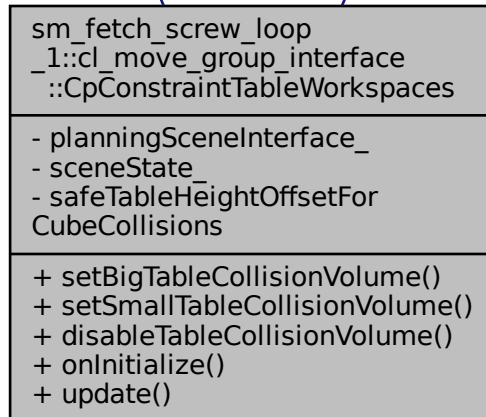 sm_fetch_screw_loop
_1::cl_move_group_interface
::CpConstraintTableWorkspaces
- planningSceneInterface_
- sceneState_
- safeTableHeightOffsetFor
CubeCollisions
+ setBigTableCollisionVolume()
+ setSmallTableCollisionVolume()
+ disableTableCollisionVolume()
+ onInitialize()
+ update()